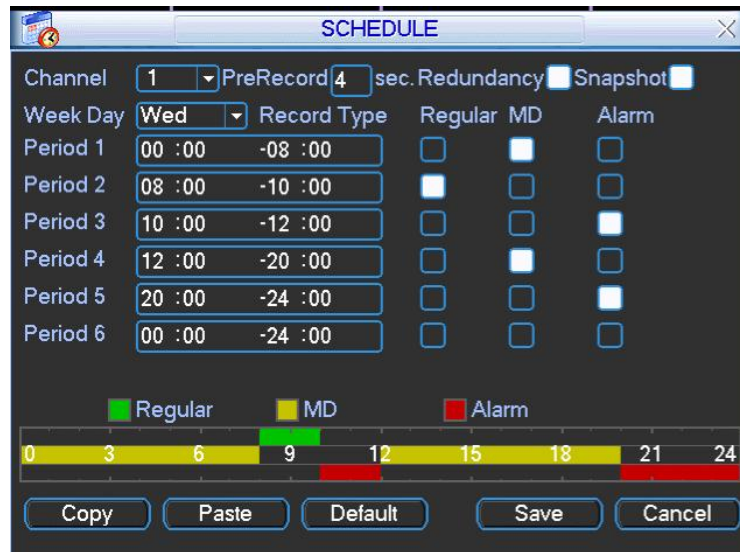 SCHEDULE
Channel 1 PreRecord 4 sec. Redundancy Snapshot
Week Day Wed Record Type Regular MD Alarm
Period 1 00 :00 -08 :00
Period 2 08 :00 -10 :00
Period 3 10 :00 -12 :00
Period 4 12 :00 -20 :00
Period 5 20 :00 -24 :00
Period 6 00 :00 -24 :00
Regular MD Alarm
0 3 6 9 12 15 18 21 24
Copy Paste Default Save Cancel